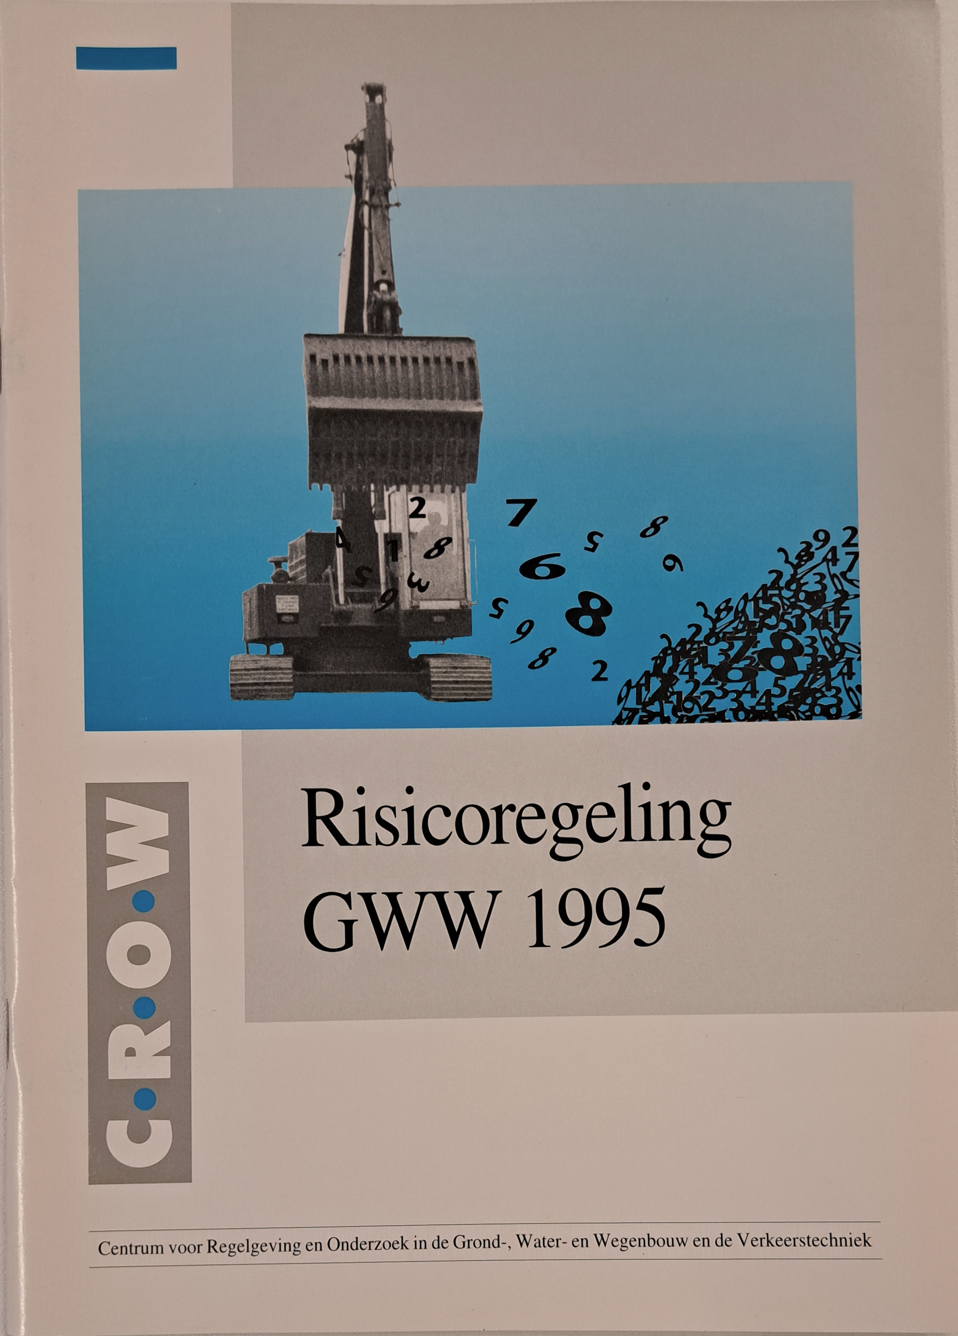 Risicoregeling
GWW 1995
C·R·O·W
Centrum voor Regelgeving en Onderzoek in de Grond-, Water- en Wegenbouw en de Verkeerstechniek